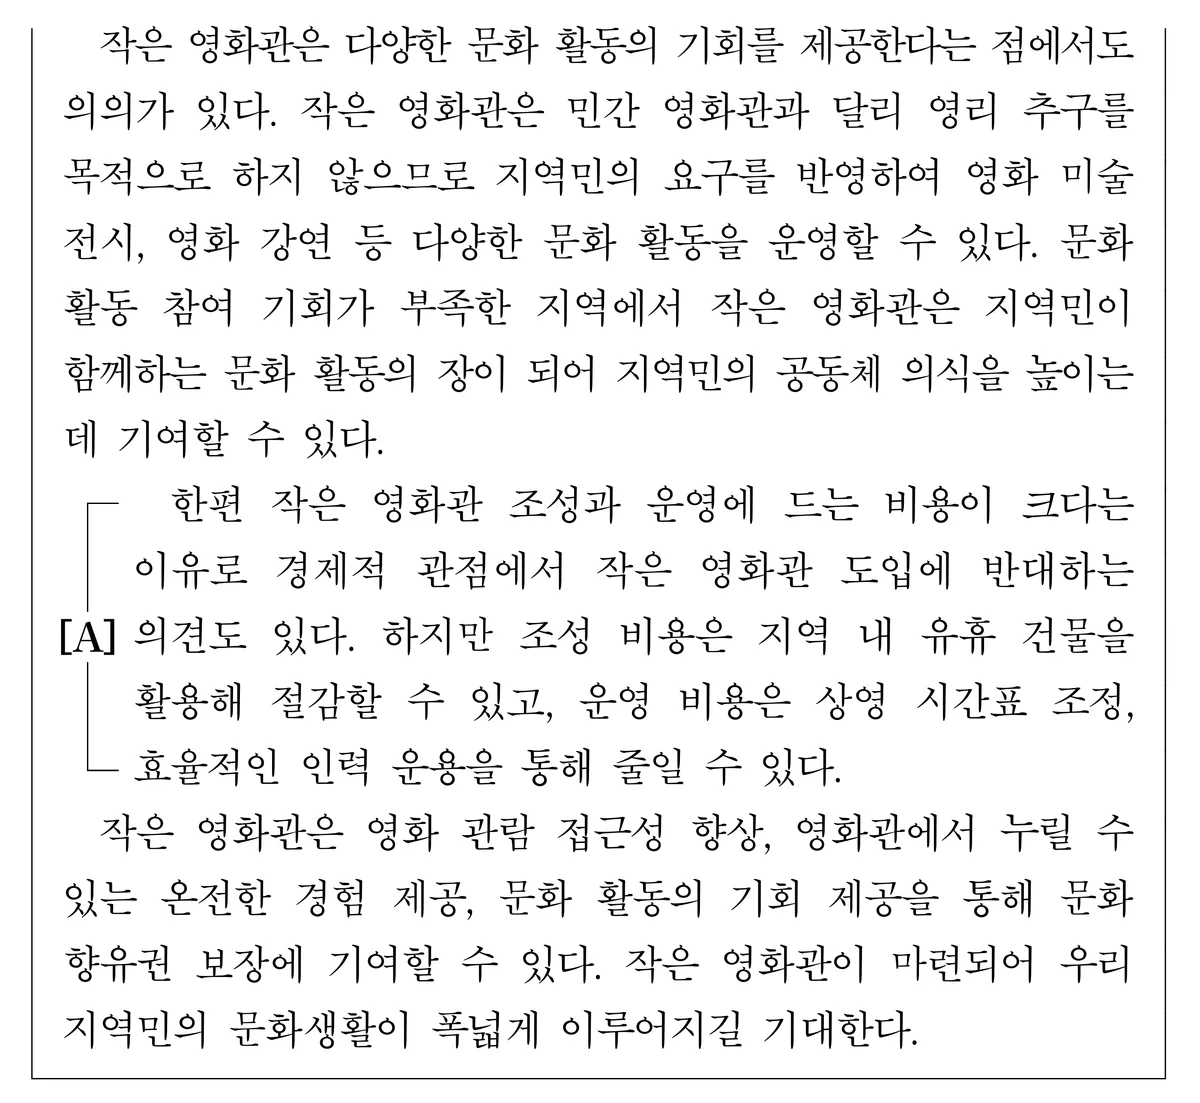 작은 영화관은 다양한 문화 활동의 기회를 제공한다는 점에서도
의의가 있다. 작은 영화관은 민간 영화관과 달리 영리 추구를
목적으로 하지 않으므로 지역민의 요구를 반영하여 영화 미술
전시, 영화 강연 등 다양한 문화 활동을 운영할 수 있다. 문화
활동 참여 기회가 부족한 지역에서 작은 영화관은 지역민이
함께하는 문화 활동의 장이 되어 지역민의 공동체 의식을 높이는
데 기여할 수 있다.
한편 작은 영화관 조성과 운영에 드는 비용이 크다는
이유로 경제적 관점에서 작은 영화관 도입에 반대하는
[A] 의견도 있다. 하지만 조성 비용은 지역 내 유휴 건물을
활용해 절감할 수 있고, 운영 비용은 상영 시간표 조정,
효율적인 인력 운용을 통해 줄일 수 있다.
작은 영화관은 영화 관람 접근성 향상, 영화관에서 누릴 수
있는 온전한 경험 제공, 문화 활동의 기회 제공을 통해 문화
향유권 보장에 기여할 수 있다. 작은 영화관이 마련되어 우리
지역민의 문화생활이 폭넓게 이루어지길 기대한다.